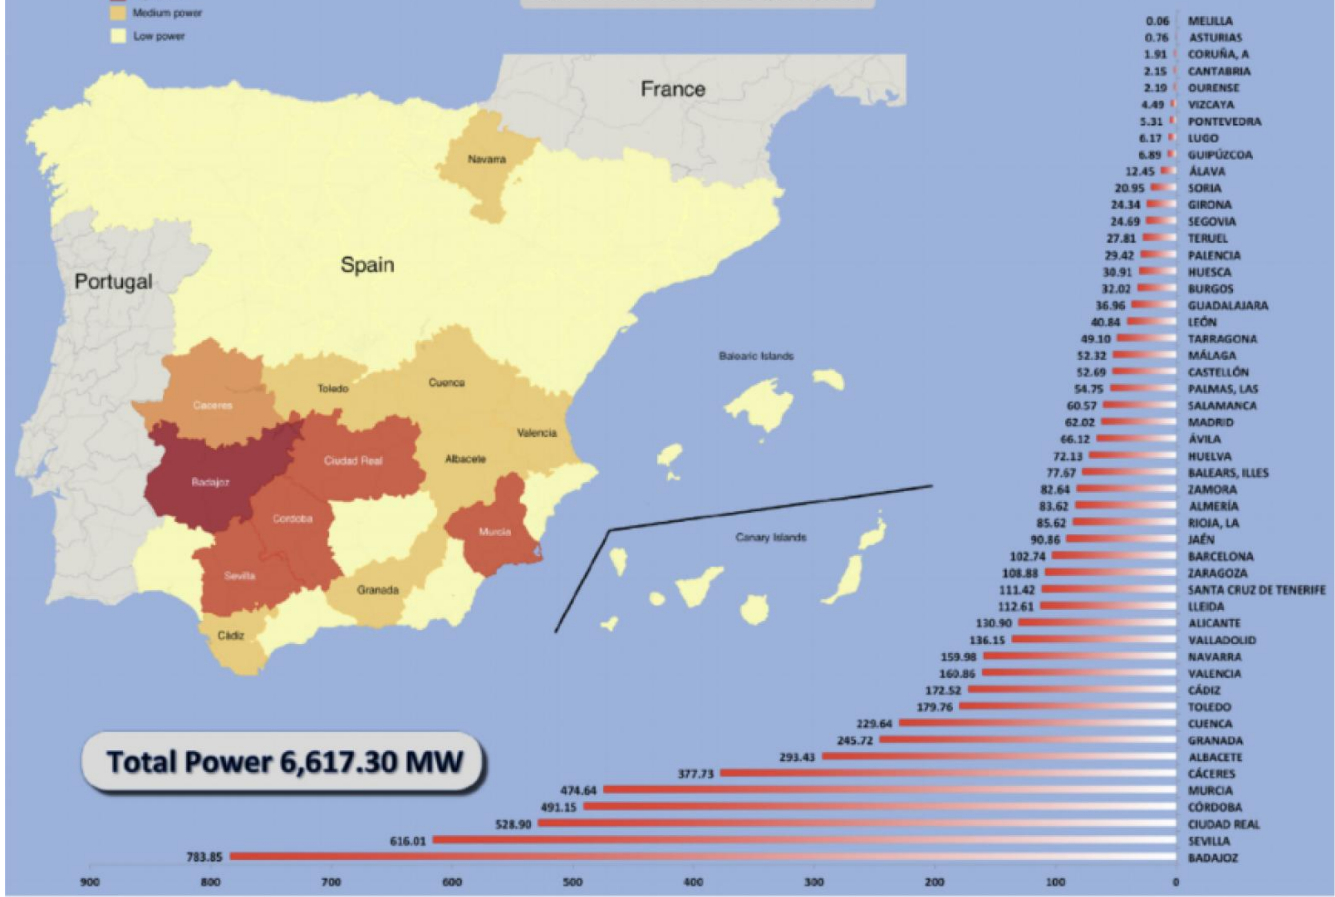 Medium power
Low power
France
Navarra
Spain
Portugal
Balearic Islands
Caceres
Toledo
Cuenca
Valencia
Ciudad Real
Albacete
Badajoz
Cordoba
Murcia
Canary Islands
Sevilla
Granada
Cádiz
Total Power 6,617.30 MW
0.06 MELILLA
0.76 ASTURIAS
1.91 CORUÑA, A
2.15 CANTABRIA
2.19 OURENSE
4.49 VIZCAYA
5.31 PONTEVEDRA
6.17 LUGO
6.89 GUIPÚZCOA
12.45 ÁLAVA
20.95 SORIA
24.34 GIRONA
24.69 SEGOVIA
27.81 TERUEL
29.42 PALENCIA
30.91 HUESCA
32.02 BURGOS
36.96 GUADALAJARA
40.84 LEÓN
49.10 TARRAGONA
52.32 MÁLAGA
52.69 CASTELLÓN
54.75 PALMAS, LAS
60.57 SALAMANCA
62.02 MADRID
66.12 ÁVILA
72.13 HUELVA
77.67 BALEARS, ILLES
82.64 ZAMORA
83.62 ALMERÍA
85.62 RIOJA, LA
90.86 JAÉN
102.74 BARCELONA
108.88 ZARAGOZA
111.42 SANTA CRUZ DE TENERIFE
112.61 LLEIDA
130.90 ALICANTE
136.15 VALLADOLID
159.98 NAVARRA
160.86 VALENCIA
172.52 CÁDIZ
179.76 TOLEDO
229.64 CUENCA
245.72 GRANADA
293.43 ALBACETE
377.73 CÁCERES
474.64 MURCIA
491.15 CÓRDOBA
528.90 CIUDAD REAL
616.01 SEVILLA
783.85 BADAJOZ
900 800 700 600 500 400 300 200 100 0